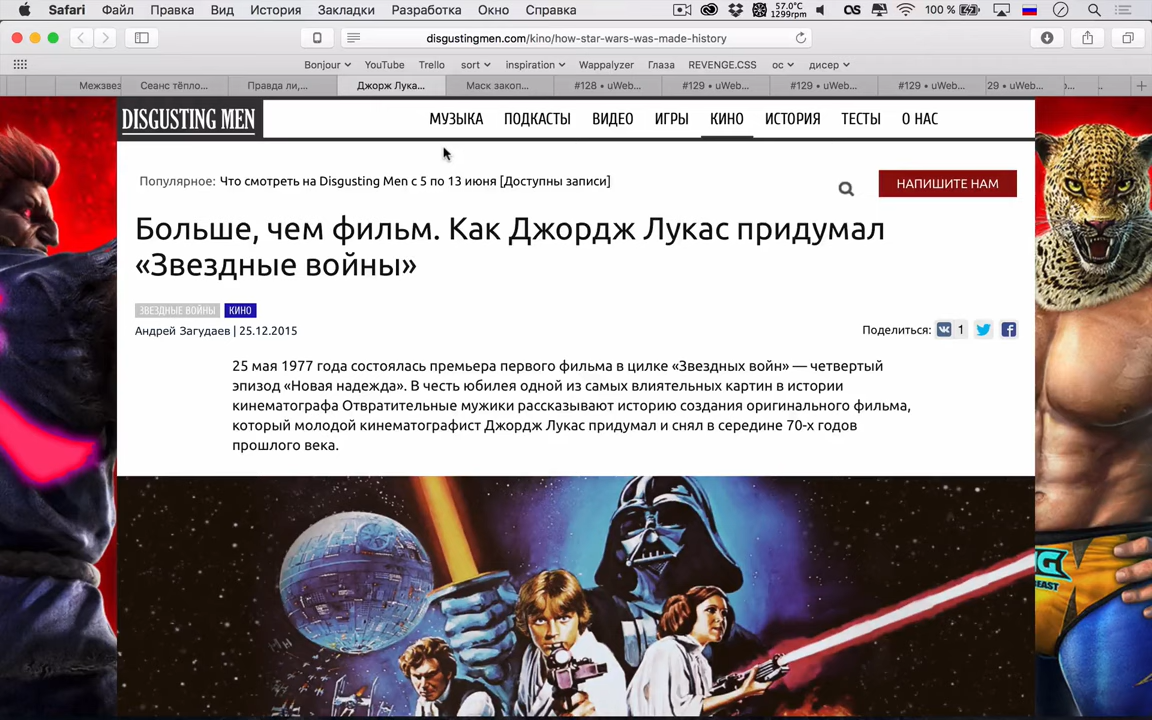 Safari Файл Правка Вид История Закладки Разработка Окно Справка 57.0°C 1299rpm 100 %
disgustingmen.com/kino/how-star-wars-was-made-history
Bonjour YouTube Trello sort inspiration Wappalyzer Глаза REVENGE.CSS ос дисер
Межзвез Сеанс тёпло... Правда ли,... Джорж Лука... Маск закоп... #128 • uWeb... #129 • uWeb... #129 • uWeb... #129 • uWeb... 29 • uWeb...
DISGUSTING MEN МУЗЫКА ПОДКАСТЫ ВИДЕО ИГРЫ КИНО ИСТОРИЯ ТЕСТЫ О НАС
Популярное: Что смотреть на Disgusting Men с 5 по 13 июня [Доступны записи]
НАПИШИТЕ НАМ
Больше, чем фильм. Как Джордж Лукас придумал
«Звездные войны»
ЗВЕЗДНЫЕ ВОЙНЫ КИНО
Андрей Загудаев | 25.12.2015 Поделиться: 1
25 мая 1977 года состоялась премьера первого фильма в цилке «Звездных войн» — четвертый
эпизод «Новая надежда». В честь юбилея одной из самых влиятельных картин в истории
кинематографа Отвратительные мужики рассказывают историю создания оригинального фильма,
который молодой кинематографист Джордж Лукас придумал и снял в середине 70-х годов
прошлого века.